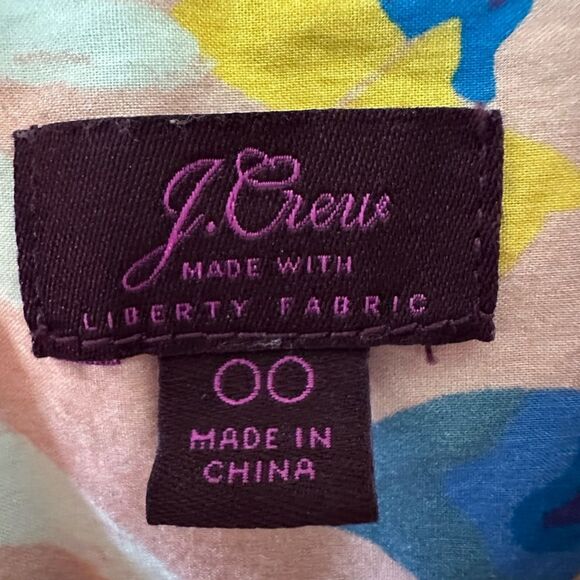 J.Crew
MADE WITH
LIBERTY FABRIC
00
MADE IN
CHINA